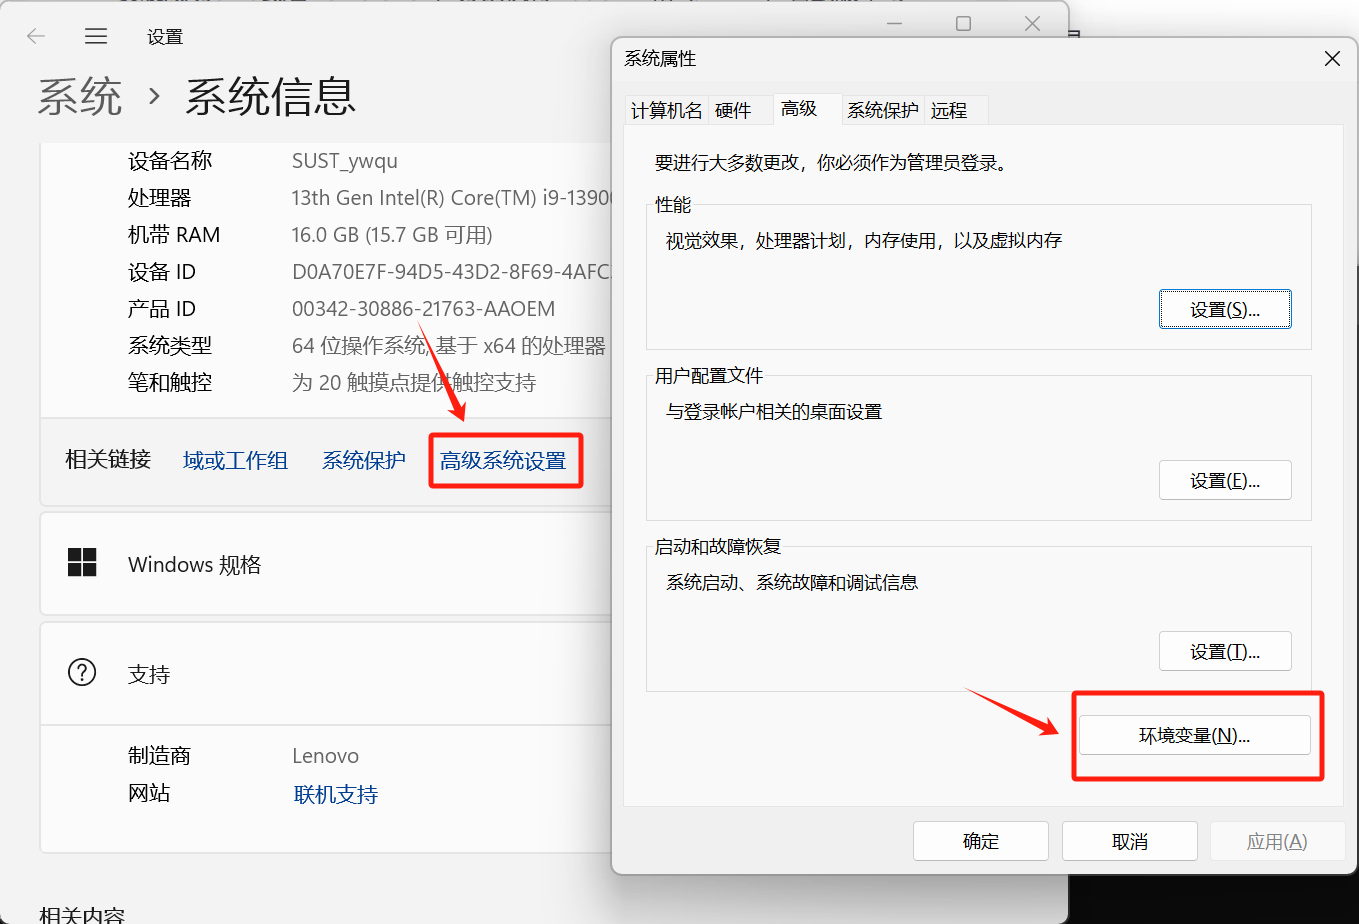 设置
系统 › 系统信息
设备名称 SUST_ywqu
处理器 13th Gen Intel(R) Core(TM) i9-1390
机带 RAM 16.0 GB (15.7 GB 可用)
设备 ID D0A70E7F-94D5-43D2-8F69-4AFC
产品 ID 00342-30886-21763-AAOEM
系统类型 64 位操作系统, 基于 x64 的处理器
笔和触控 为 20 触摸点提供触控支持
相关链接 域或工作组 系统保护 高级系统设置
Windows 规格
支持
制造商 Lenovo
网站 联机支持
相关内容
系统属性
计算机名 硬件 高级 系统保护 远程
要进行大多数更改，你必须作为管理员登录。
性能
视觉效果，处理器计划，内存使用，以及虚拟内存
设置(S)...
用户配置文件
与登录帐户相关的桌面设置
设置(E)...
启动和故障恢复
系统启动、系统故障和调试信息
设置(T)...
环境变量(N)...
确定 取消 应用(A)